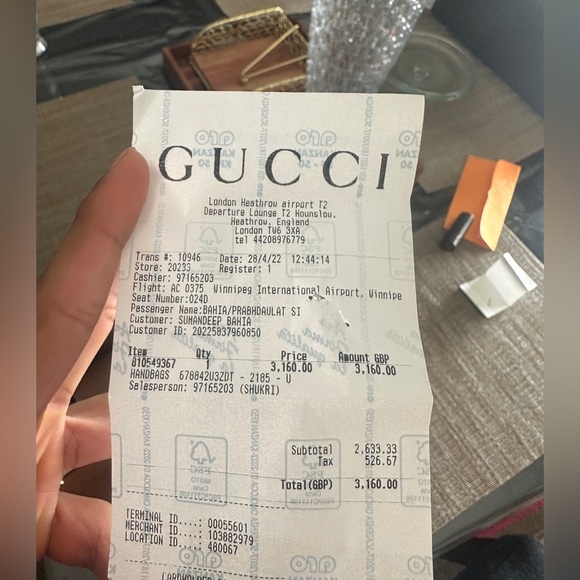 GUCCI
London Heathrow airport T2
Departure Lounge T2 Hounslow,
Heathrow, England
London TW6 3XA
tel 44208976779
Trans #: 10946 Date: 28/4/22 12:44:14
Store: 20233 Register: 1
Cashier: 97165203
Flight: AC 0375 Winnipeg International Airport, Winnipe
Seat Number:024D
Passenger Name:BAHIA/PRABHDAULAT SI
Customer: SUMANDEEP BAHIA
Customer ID: 20225837960850
Item Qty Price Amount GBP
810549367 1 3,160.00 3,160.00
HANDBAGS 678842U3ZDT - 2185 - U
Salesperson: 97165203 (SHUKRI)
Subtotal 2,633.33
Tax 526.67
Total(GBP) 3,160.00
TERMINAL ID....: 00055601
MERCHANT ID....: 103882979
LOCATION ID....: 480067